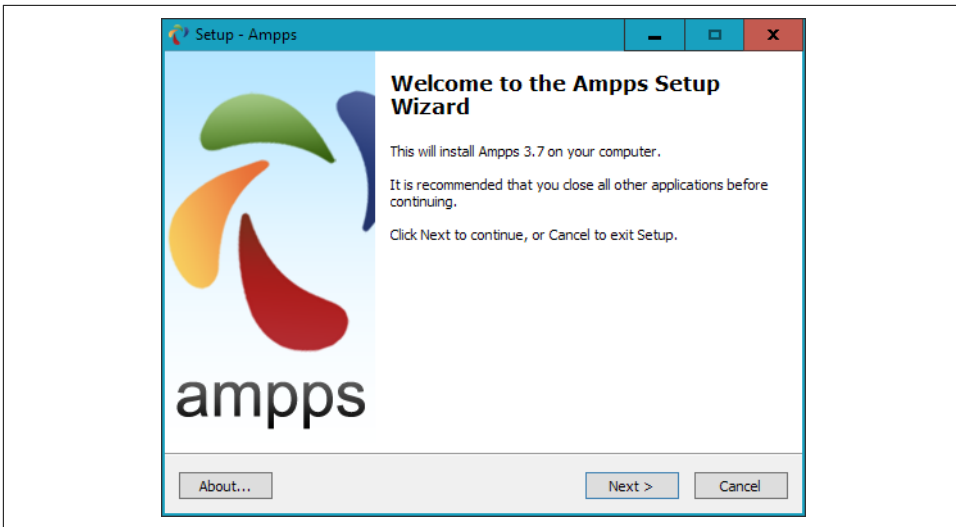 Setup - Ampps
Welcome to the Ampps Setup
Wizard
This will install Ampps 3.7 on your computer.
It is recommended that you close all other applications before
continuing.
Click Next to continue, or Cancel to exit Setup.
ampps
About...
Next >
Cancel